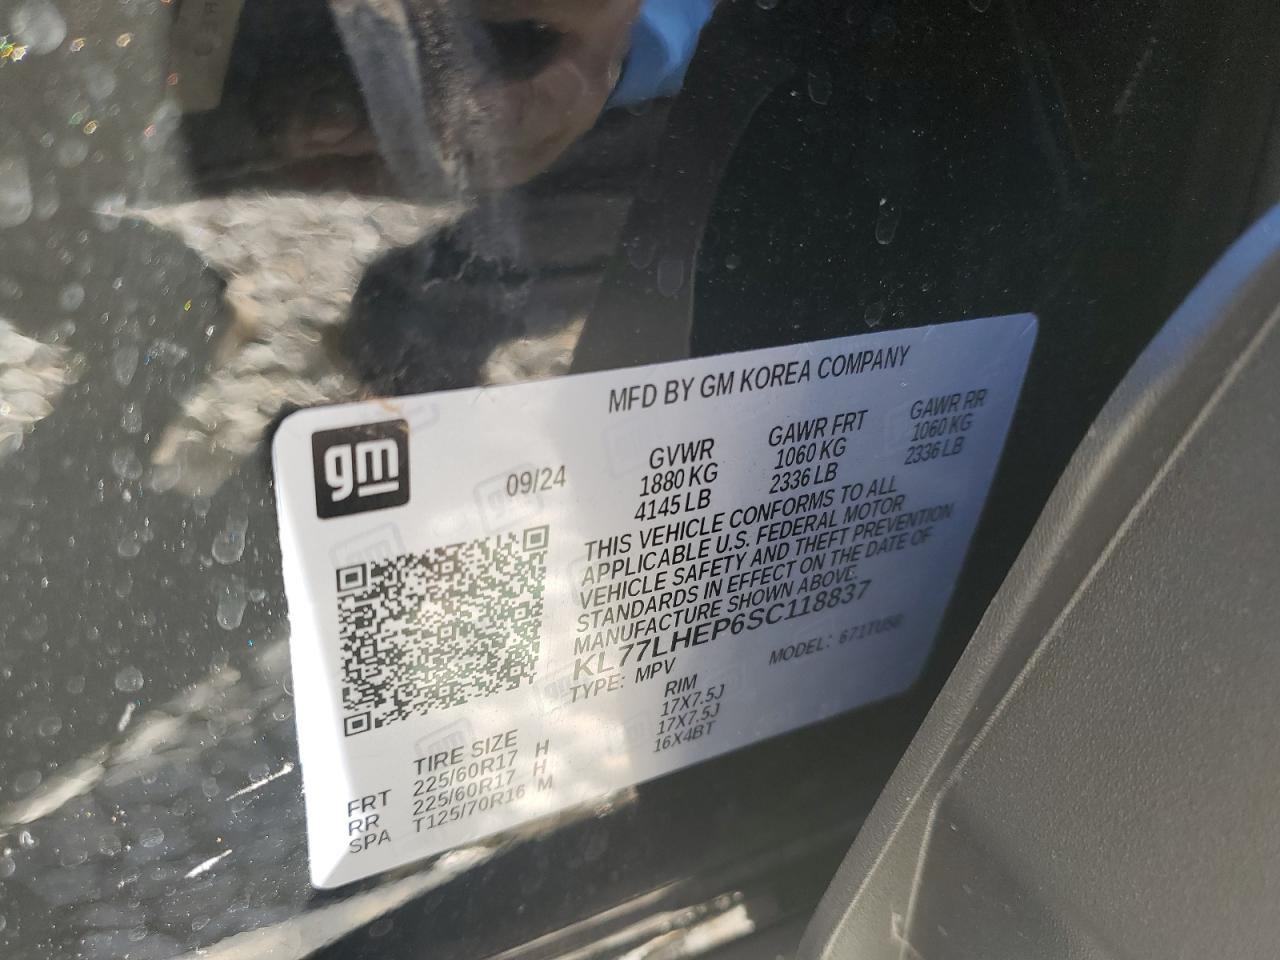 MFD BY GM KOREA COMPANY
gm
09/24
GVWR GAWR FRT GAWR RR
1880 KG 1060 KG 1060 KG
4145 LB 2336 LB 2336 LB
THIS VEHICLE CONFORMS TO ALL
APPLICABLE U.S. FEDERAL MOTOR
VEHICLE SAFETY AND THEFT PREVENTION
STANDARDS IN EFFECT ON THE DATE OF
MANUFACTURE SHOWN ABOVE.
KL77LHEP6SC118837
TYPE: MPV MODEL:
TIRE SIZE RIM
FRT 225/60R17 H 17X7.5J
RR 225/60R17 H 17X7.5J
SPA T125/70R16 M 16X4BT